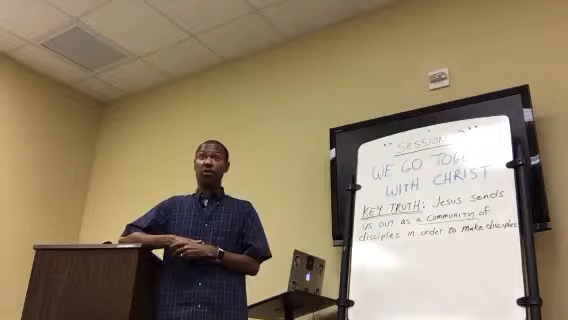 SESSION
WE GO TOGE
WITH CHRIST
KEY TRUTH: Jesus sends
us out as a community of
disciples in order to make disciples